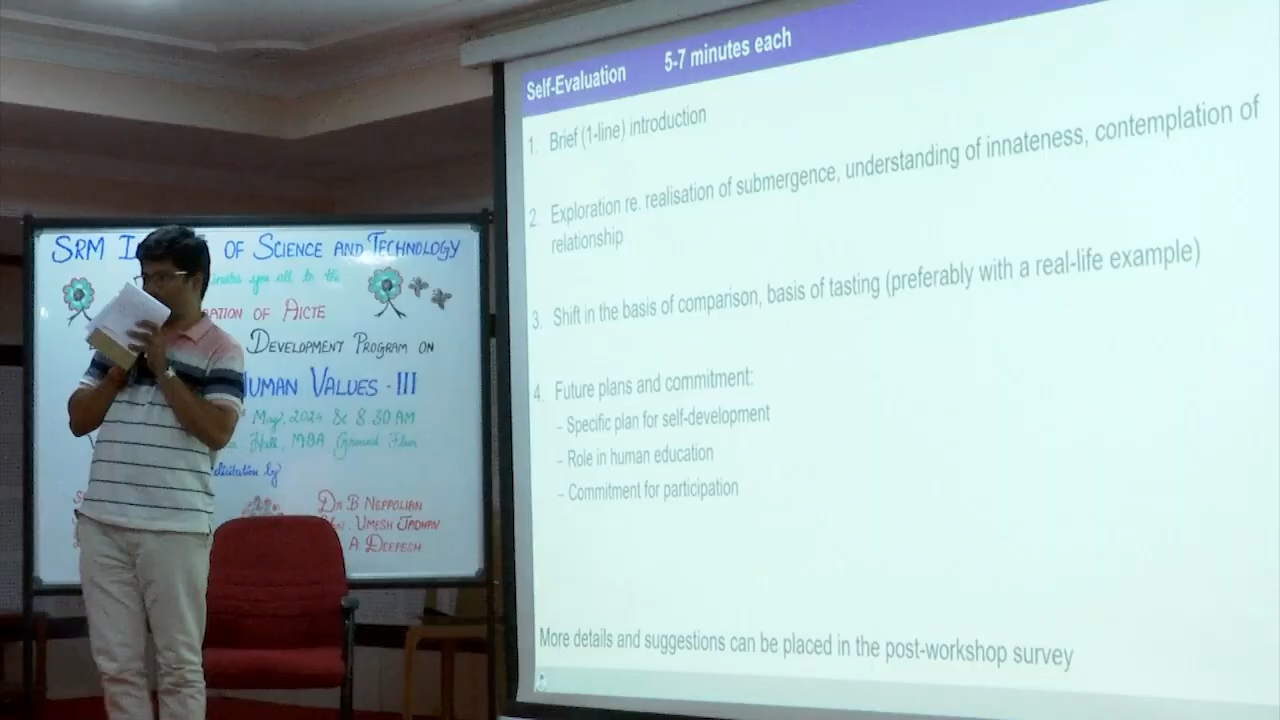 SRM I OF SCIENCE AND TECHNOLOGY
you all to the
ATION OF AICTE
DEVELOPMENT PROGRAM ON
HUMAN VALUES - III
May, 2024 & 8.30 AM
Hall, MBA Ground Floor
by
DR B NEPPOLIAN
UMESH JADHAV
A. DEEPESH
Self-Evaluation 5-7 minutes each
1. Brief (1-line) introduction
2. Exploration re. realisation of submergence, understanding of innateness, contemplation of
relationship
3. Shift in the basis of comparison, basis of tasting (preferably with a real-life example)
4. Future plans and commitment:
– Specific plan for self-development
– Role in human education
– Commitment for participation
More details and suggestions can be placed in the post-workshop survey